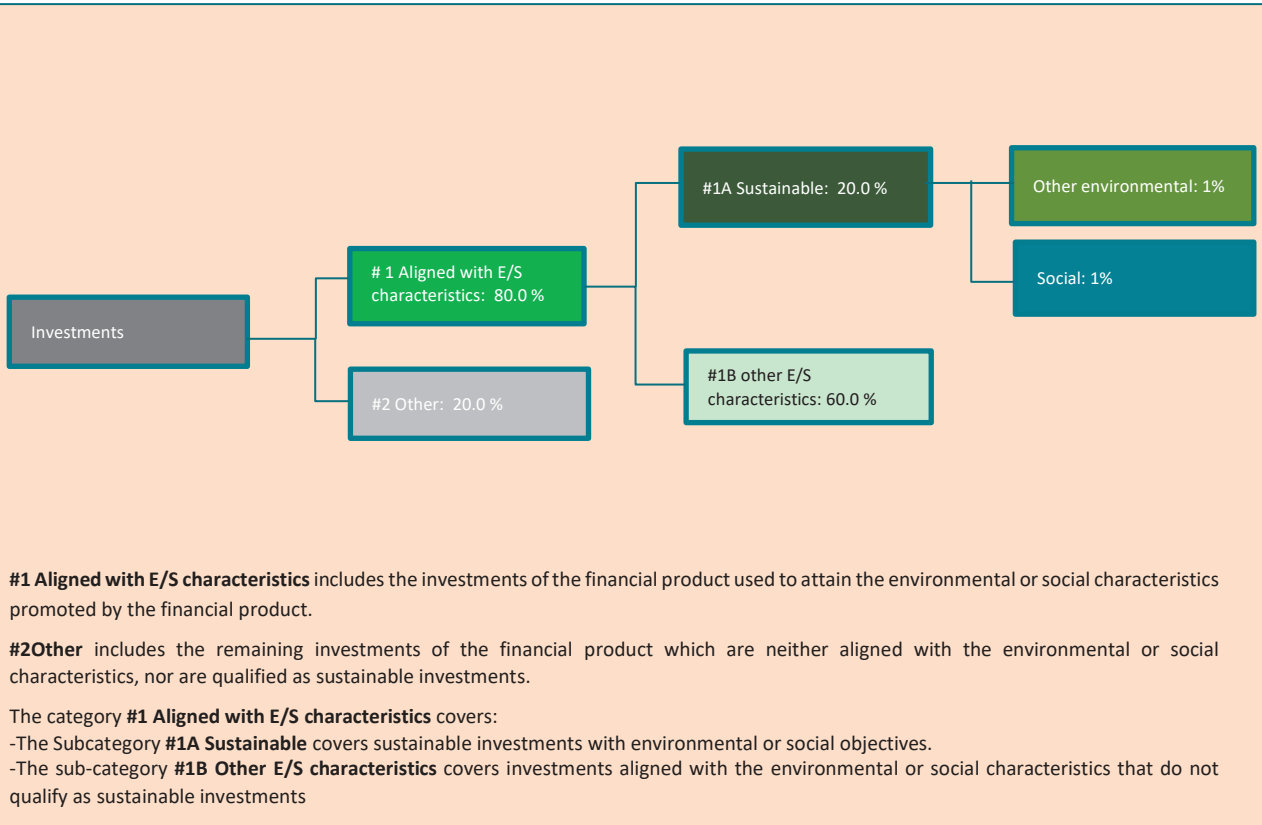 #1A Sustainable: 20.0 %
Other environmental: 1%
# 1 Aligned with E/S
characteristics: 80.0 %
Social: 1%
Investments
#2 Other: 20.0 %
#1B other E/S
characteristics: 60.0 %
#1 Aligned with E/S characteristics includes the investments of the financial product used to attain the environmental or social characteristics
promoted by the financial product.
#2Other includes the remaining investments of the financial product which are neither aligned with the environmental or social
characteristics, nor are qualified as sustainable investments.
The category #1 Aligned with E/S characteristics covers:
-The Subcategory #1A Sustainable covers sustainable investments with environmental or social objectives.
-The sub-category #1B Other E/S characteristics covers investments aligned with the environmental or social characteristics that do not
qualify as sustainable investments